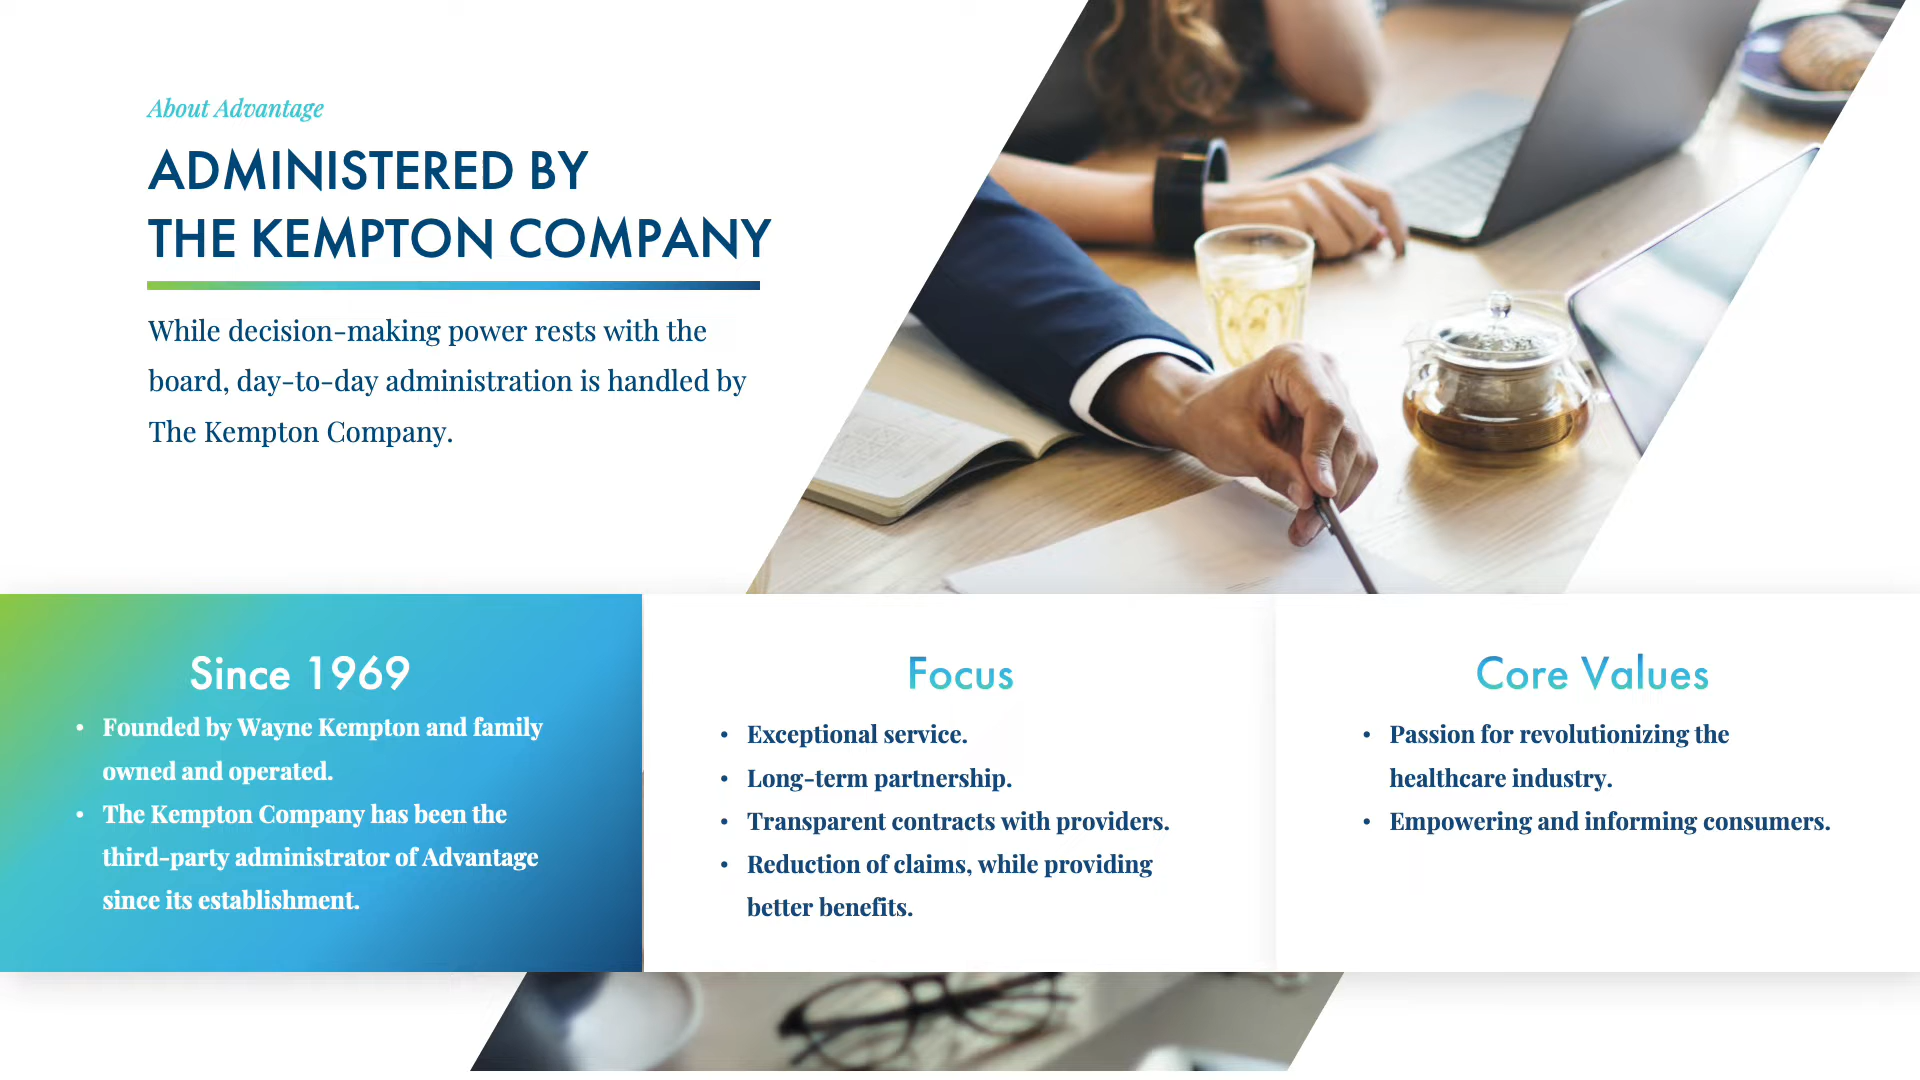 About Advantage
ADMINISTERED BY
THE KEMPTON COMPANY
While decision-making power rests with the
board, day-to-day administration is handled by
The Kempton Company.
Since 1969
• Founded by Wayne Kempton and family
owned and operated.
• The Kempton Company has been the
third-party administrator of Advantage
since its establishment.
Focus
• Exceptional service.
• Long-term partnership.
• Transparent contracts with providers.
• Reduction of claims, while providing
better benefits.
Core Values
• Passion for revolutionizing the
healthcare industry.
• Empowering and informing consumers.